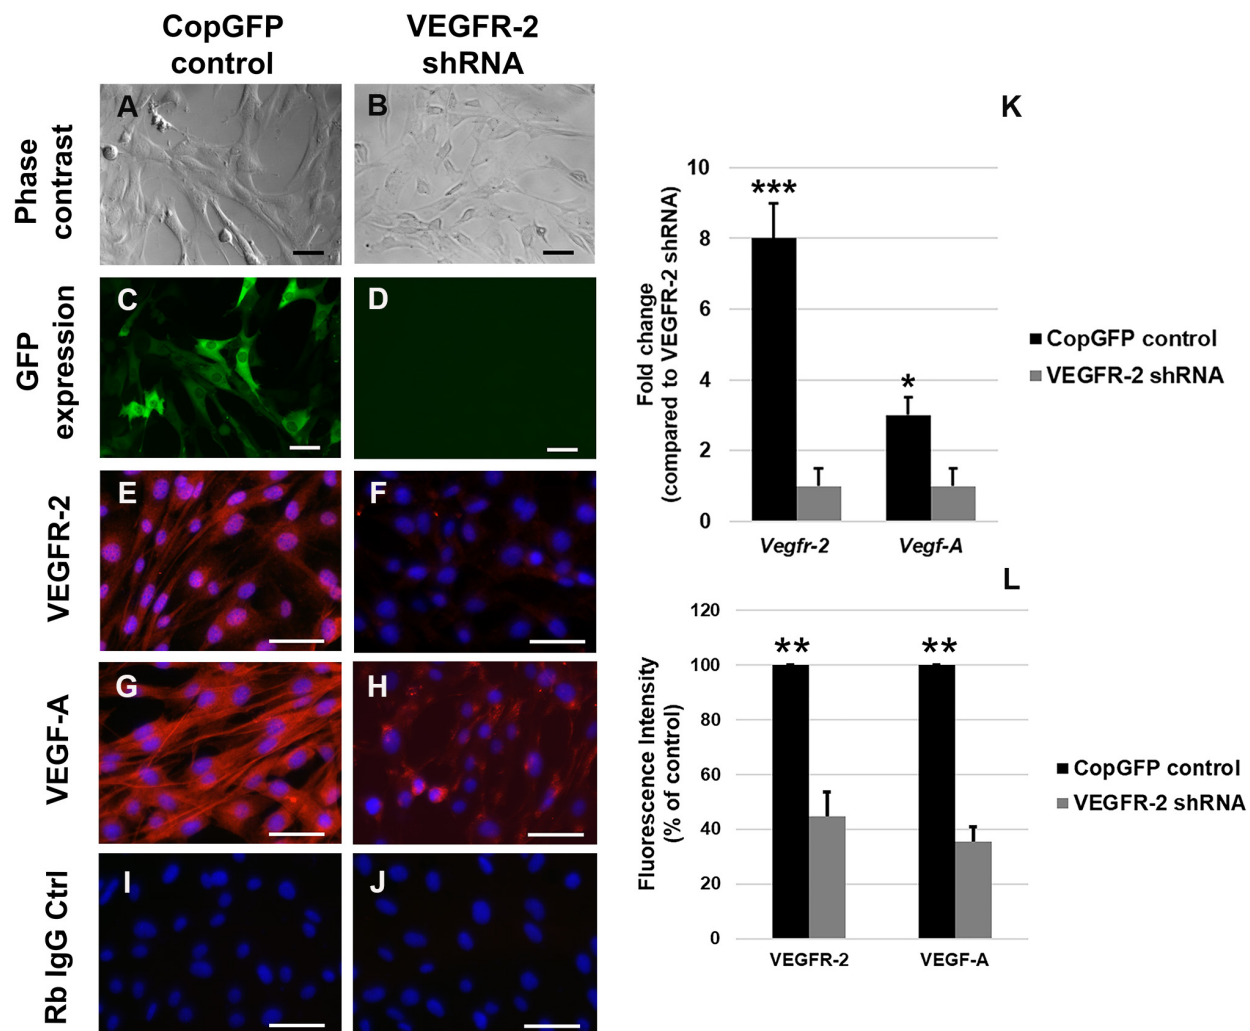 CopGFP
control
VEGFR-2
shRNA
Phase
contrast
A
B
GFP
expression
C
D
VEGFR-2
E
F
VEGF-A
G
H
Rb IgG Ctrl
I
J
K
Fold change
(compared to VEGFR-2 shRNA)
10
8
6
4
2
0
***
*
Vegfr-2
Vegf-A
CopGFP control
VEGFR-2 shRNA
L
Fluorescence Intensity
(% of control)
120
100
80
60
40
20
0
**
**
VEGFR-2
VEGF-A
CopGFP control
VEGFR-2 shRNA